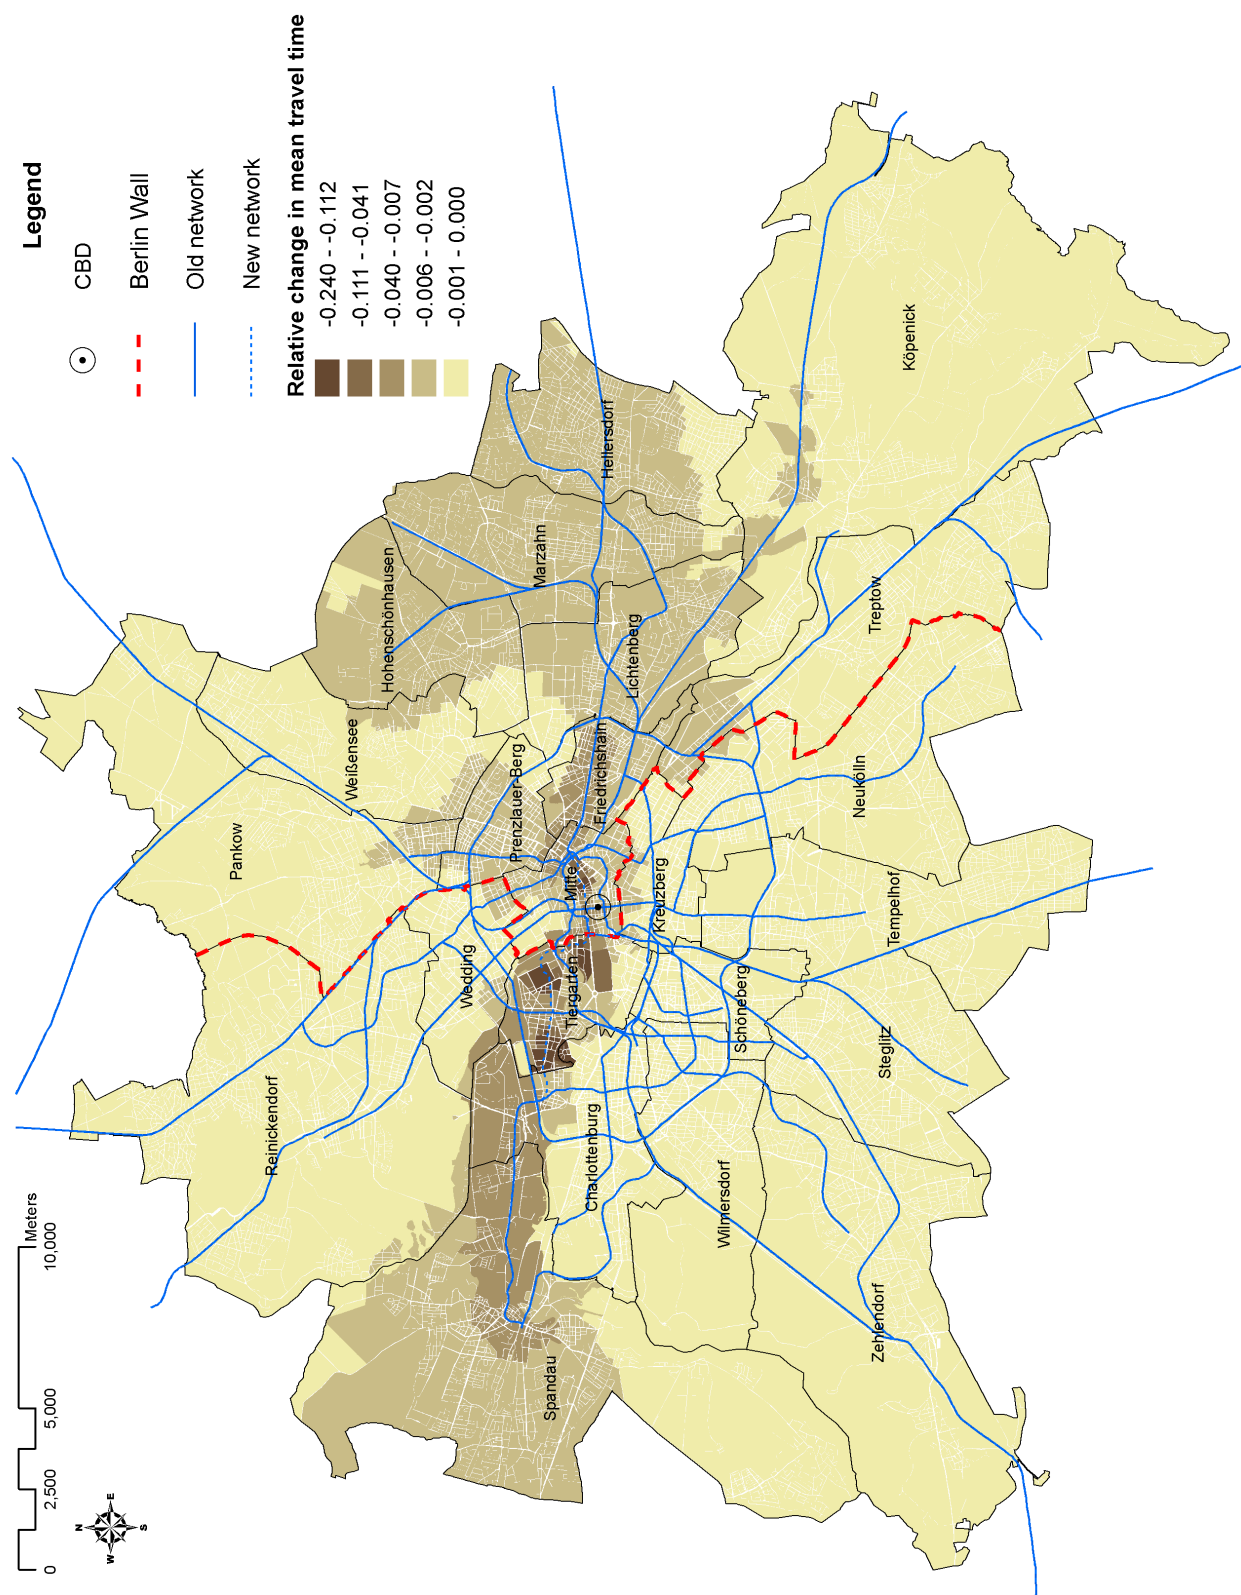 Legend
CBD
Berlin Wall
Old network
New network
Relative change in mean travel time
-0.240 - -0.112
-0.111 - -0.041
-0.040 - -0.007
-0.006 - -0.002
-0.001 - 0.000
0 2,500 5,000 10,000
Meters
N
W E
S
Pankow
Weißensee
Hohenschönhausen
Reinickendorf
Wedding
Prenzlauer-Berg
Marzahn
Hellersdorf
Spandau
Charlottenburg
Tiergarten
Mitte
Friedrichshain
Lichtenberg
Kreuzberg
Wilmersdorf
Schöneberg
Zehlendorf
Steglitz
Tempelhof
Neukölln
Treptow
Köpenick